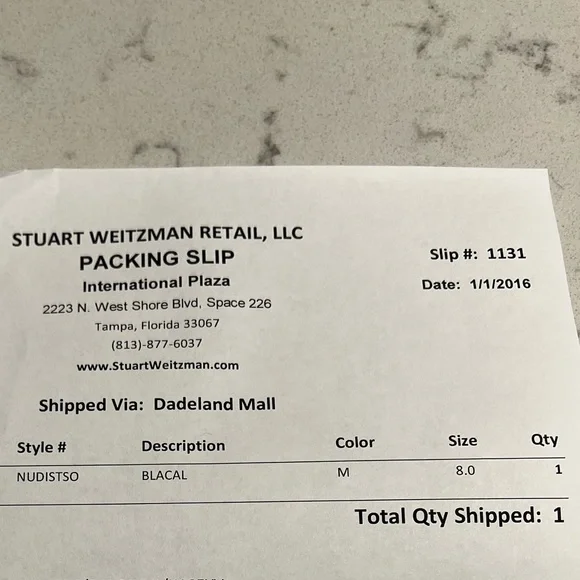 STUART WEITZMAN RETAIL, LLC
PACKING SLIP
International Plaza
2223 N. West Shore Blvd, Space 226
Tampa, Florida 33067
(813)-877-6037
www.StuartWeitzman.com
Slip #: 1131
Date: 1/1/2016
Shipped Via: Dadeland Mall
Style # Description Color Size Qty
NUDISTSO BLACAL M 8.0 1
Total Qty Shipped: 1